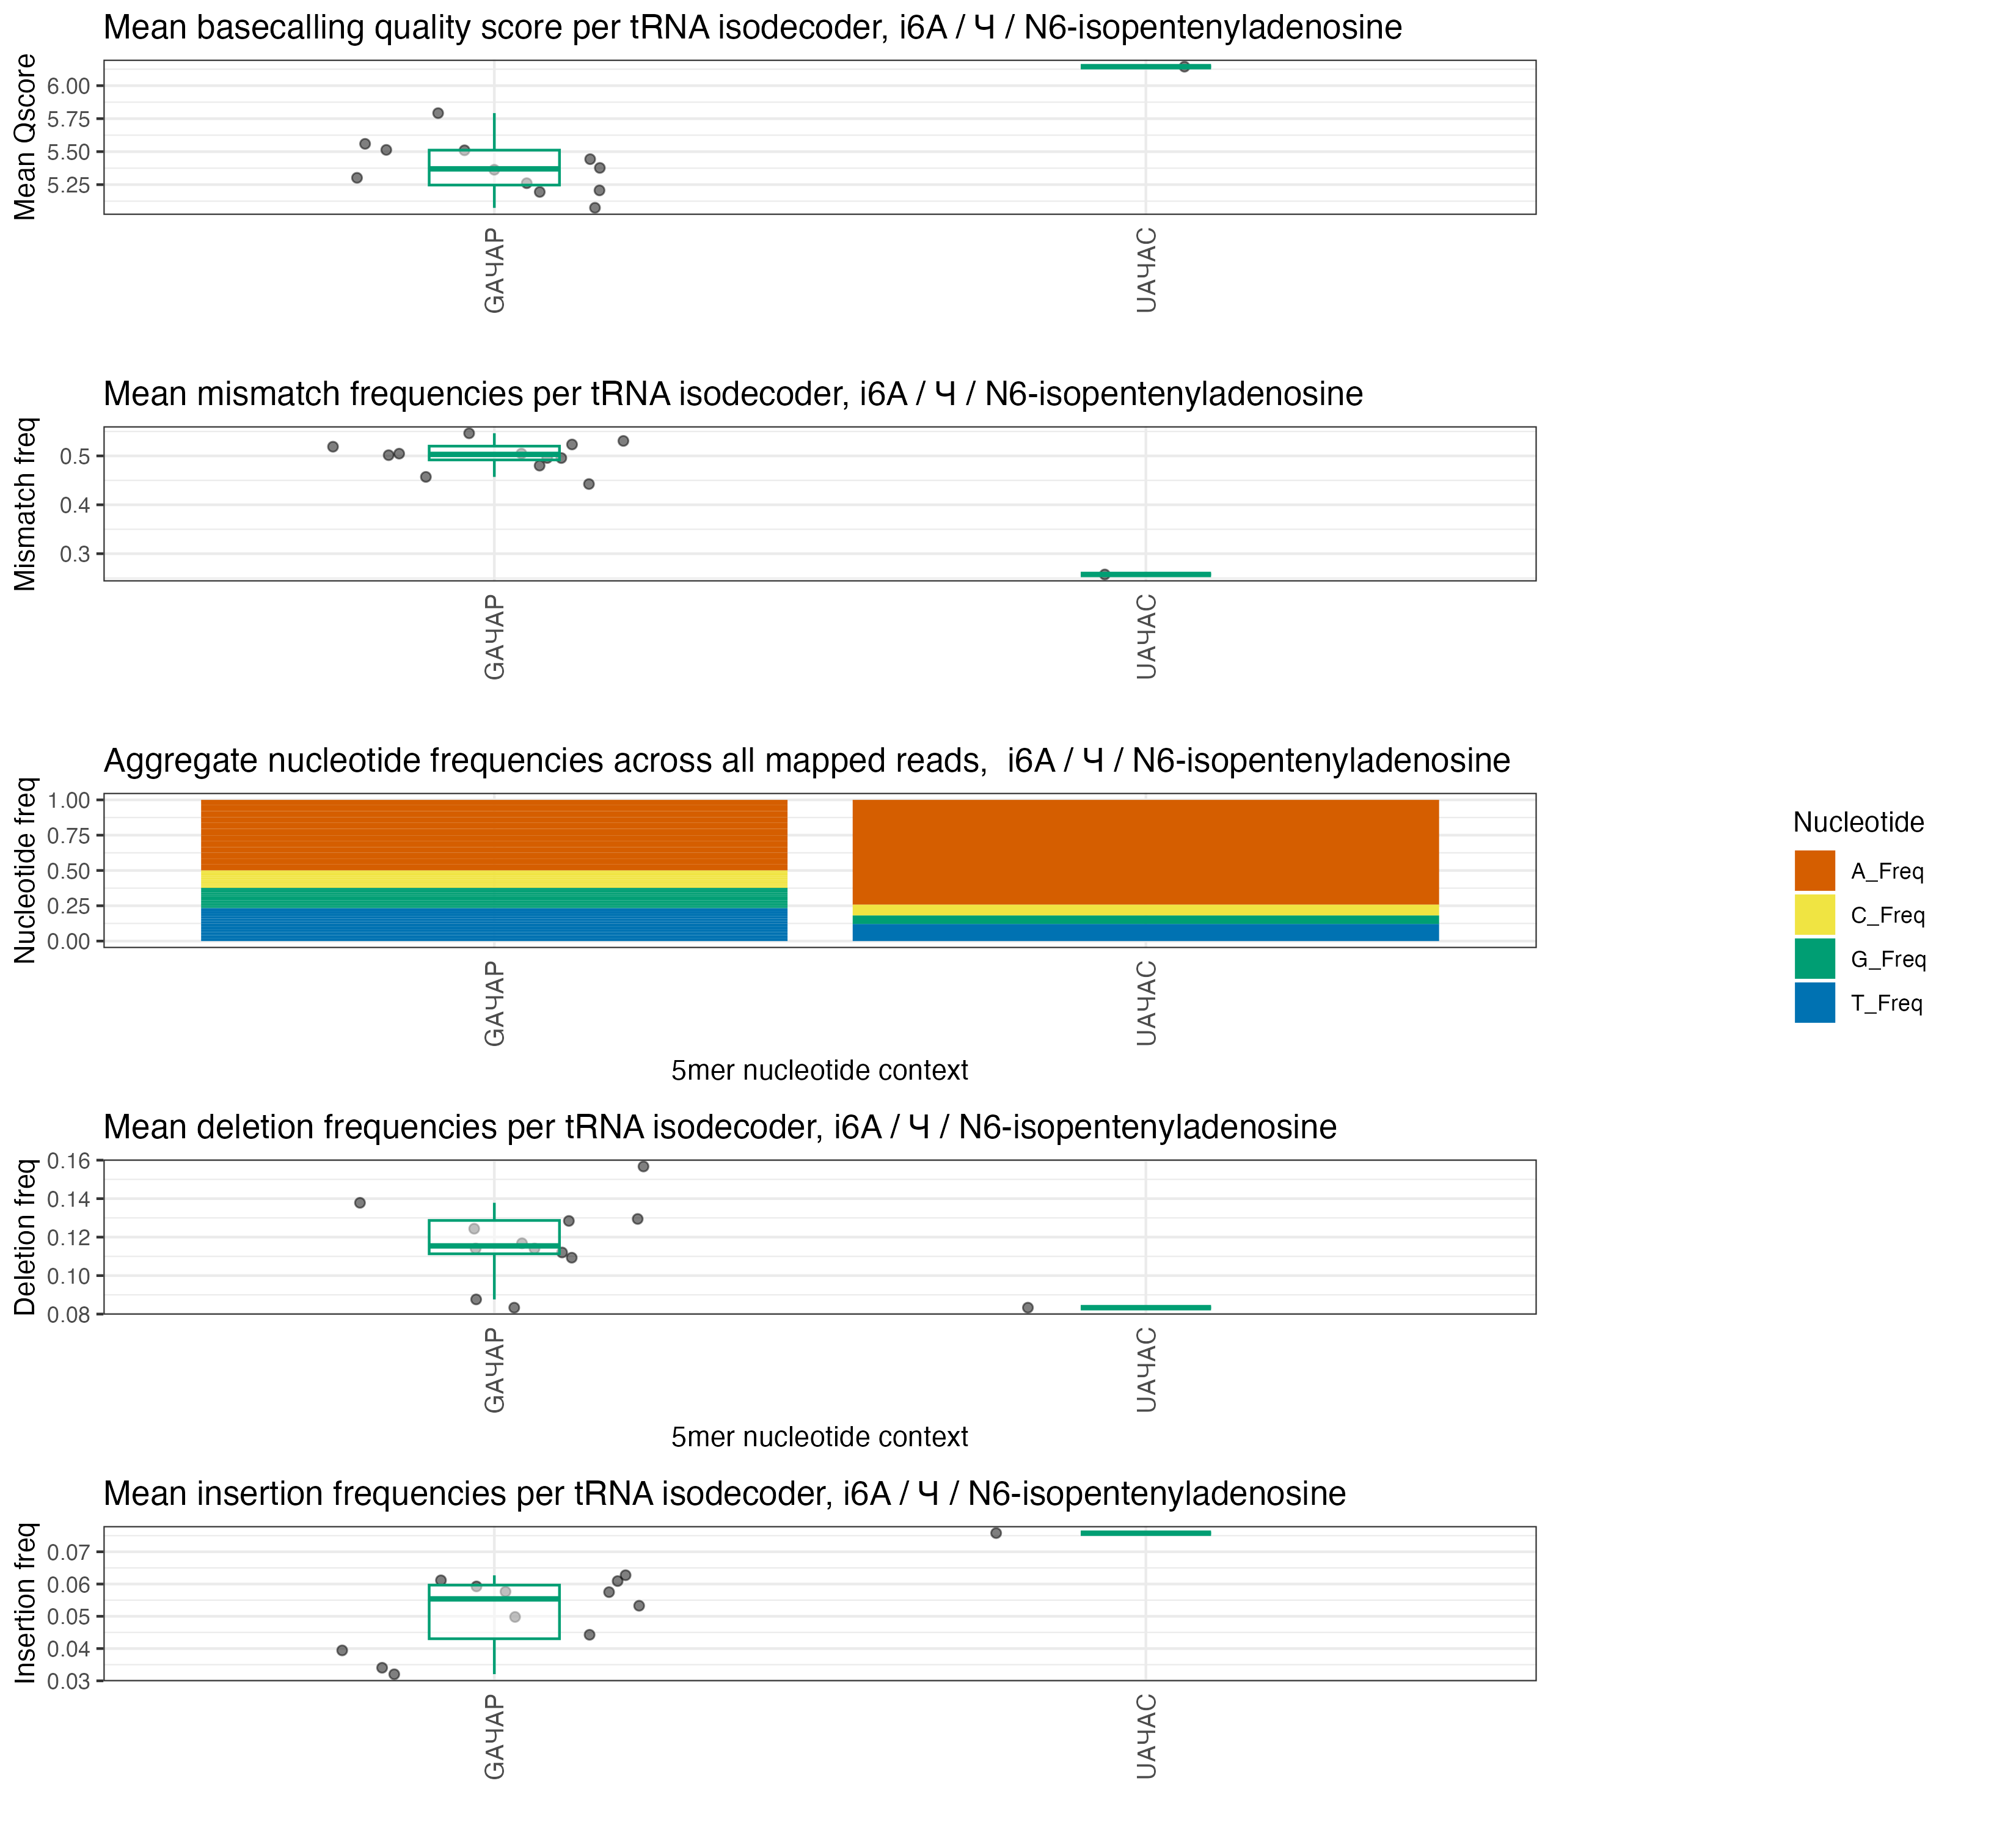 Mean basecalling quality score per tRNA isodecoder, i6A / Ч / N6-isopentenyladenosine
Mean Qscore
6.00
5.75
5.50
5.25
GAЧAP
UAЧAC
Mean mismatch frequencies per tRNA isodecoder, i6A / Ч / N6-isopentenyladenosine
Mismatch freq
0.5
0.4
0.3
GAЧAP
UAЧAC
Aggregate nucleotide frequencies across all mapped reads,  i6A / Ч / N6-isopentenyladenosine
Nucleotide freq
1.00
0.75
0.50
0.25
0.00
GAЧAP
UAЧAC
5mer nucleotide context
Nucleotide
A_Freq
C_Freq
G_Freq
T_Freq
Mean deletion frequencies per tRNA isodecoder, i6A / Ч / N6-isopentenyladenosine
Deletion freq
0.16
0.14
0.12
0.10
0.08
GAЧAP
UAЧAC
5mer nucleotide context
Mean insertion frequencies per tRNA isodecoder, i6A / Ч / N6-isopentenyladenosine
Insertion freq
0.07
0.06
0.05
0.04
0.03
GAЧAP
UAЧAC